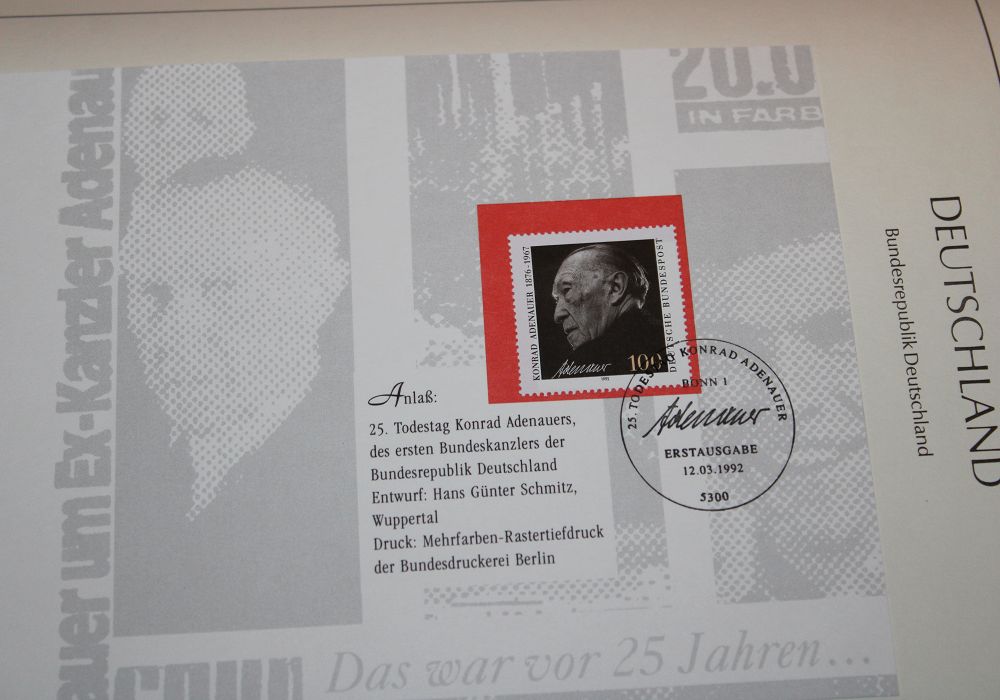 20.0
IN FARB
auer um Ex-Kanzler Adenau
DEUTSCHLAND
Bundesrepublik Deutschland
KONRAD ADENAUER 1876-1967
DEUTSCHE BUNDESPOST
Adenauer
100
1992
25. TODESTAG KONRAD ADENAUER
BONN 1
Adenauer
ERSTAUSGABE
12.03.1992
5300
Anlaß:
25. Todestag Konrad Adenauers,
des ersten Bundeskanzlers der
Bundesrepublik Deutschland
Entwurf: Hans Günter Schmitz,
Wuppertal
Druck: Mehrfarben-Rastertiefdruck
der Bundesdruckerei Berlin
Das war vor 25 Jahren...